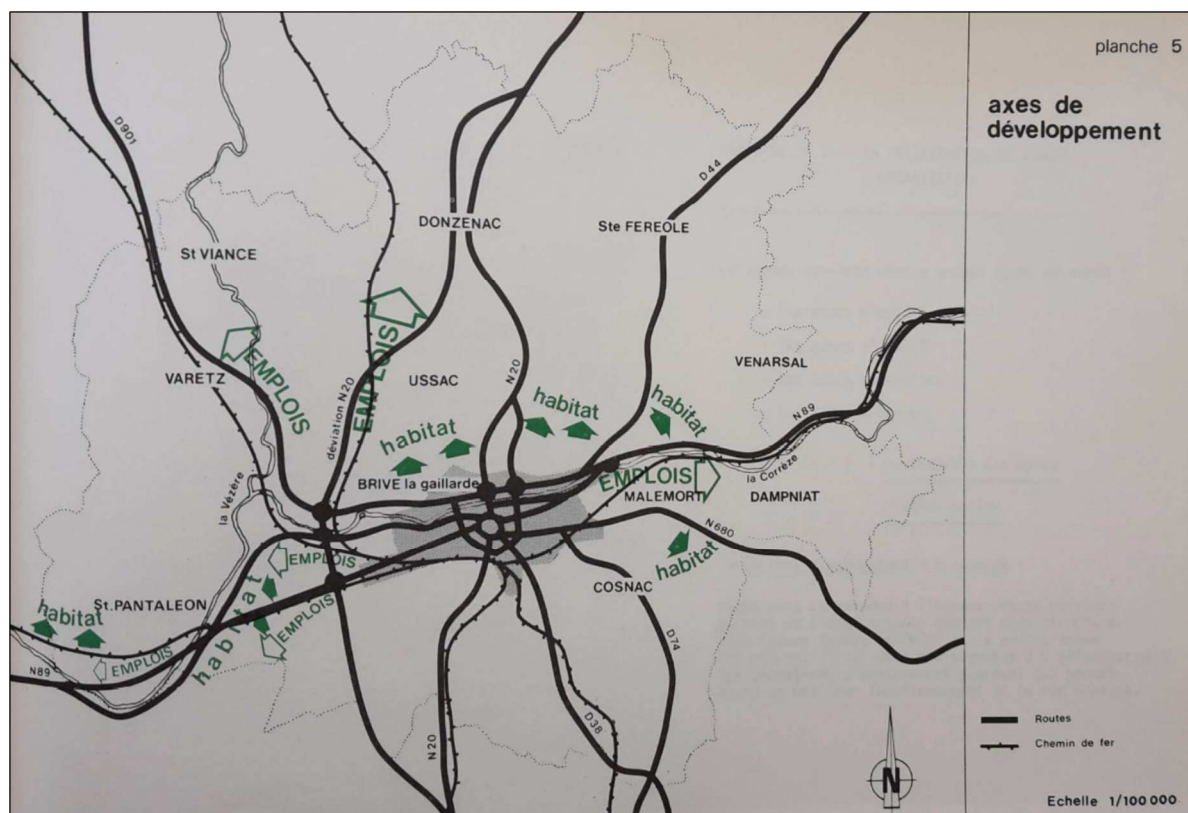 planche 5
axes de
développement
D901
DONZENAC
D44
Ste FEREOLE
St VIANCE
EMPLOIS
EMPLOIS
VARETZ
USSAC
N20
VENARSAL
déviation N20
habitat
habitat
habitat
N89
BRIVE la gaillarde
EMPLOIS
MALEMORT
la Corrèze
DAMPNIAT
la Vézère
N680
habitat
EMPLOIS
COSNAC
habitat
St.PANTALEON
habitat
EMPLOIS
EMPLOIS
N89
D74
N20
D38
Routes
Chemin de fer
N
Echelle 1/100 000